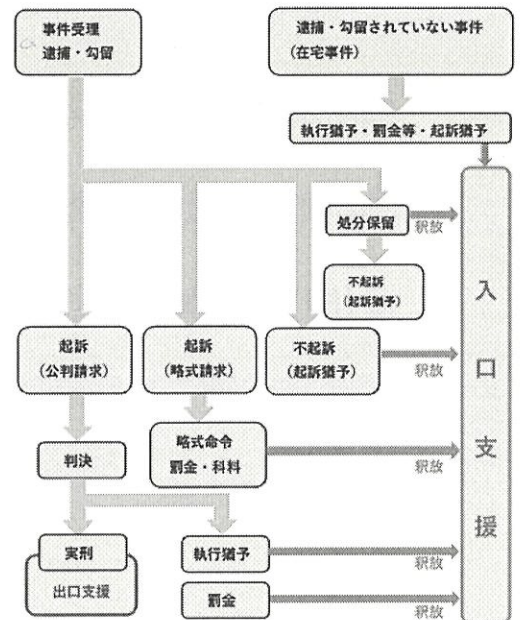 事件受理
逮捕・勾留
逮捕・勾留されていない事件
(在宅事件)
執行猶予・罰金等・起訴猶予
処分保留
釈放
不起訴
(起訴猶予)
起訴
(公判請求)
起訴
(略式請求)
不起訴
(起訴猶予)
釈放
略式命令
罰金・科料
釈放
判決
実刑
出口支援
執行猶予
釈放
罰金
釈放
入口支援